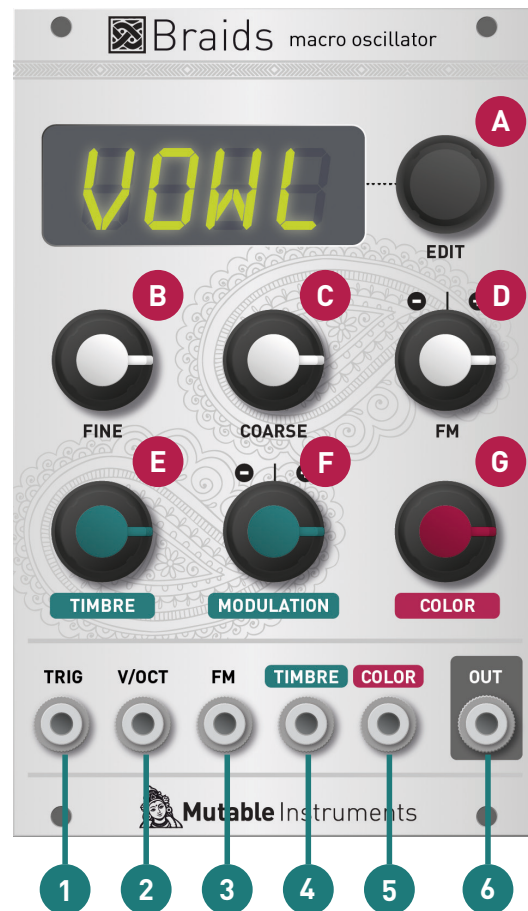 Braids macro oscillator
A
VOWL
EDIT
B C D
FINE COARSE FM
E F G
TIMBRE MODULATION COLOR
TRIG V/OCT FM TIMBRE COLOR OUT
Mutable Instruments
1 2 3 4 5 6